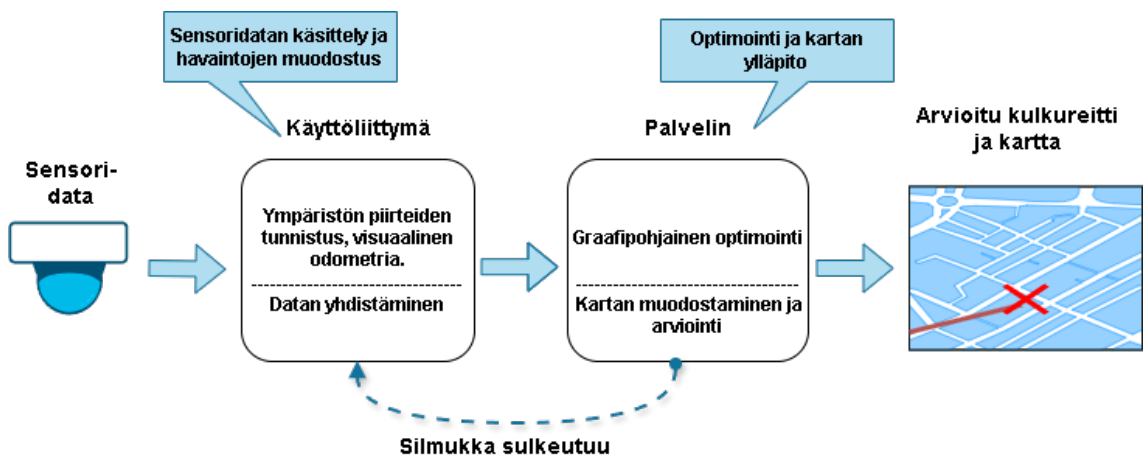 Sensoridatan käsittely ja
havaintojen muodostus
Optimointi ja kartan
ylläpito
Käyttöliittymä
Palvelin
Arvioitu kulkureitti
ja kartta
Sensori-
data
Ympäristön piirteiden
tunnistus, visuaalinen
odometria.
Datan yhdistäminen
Graafipohjainen optimointi
Kartan muodostaminen ja
arviointi
Silmukka sulkeutuu